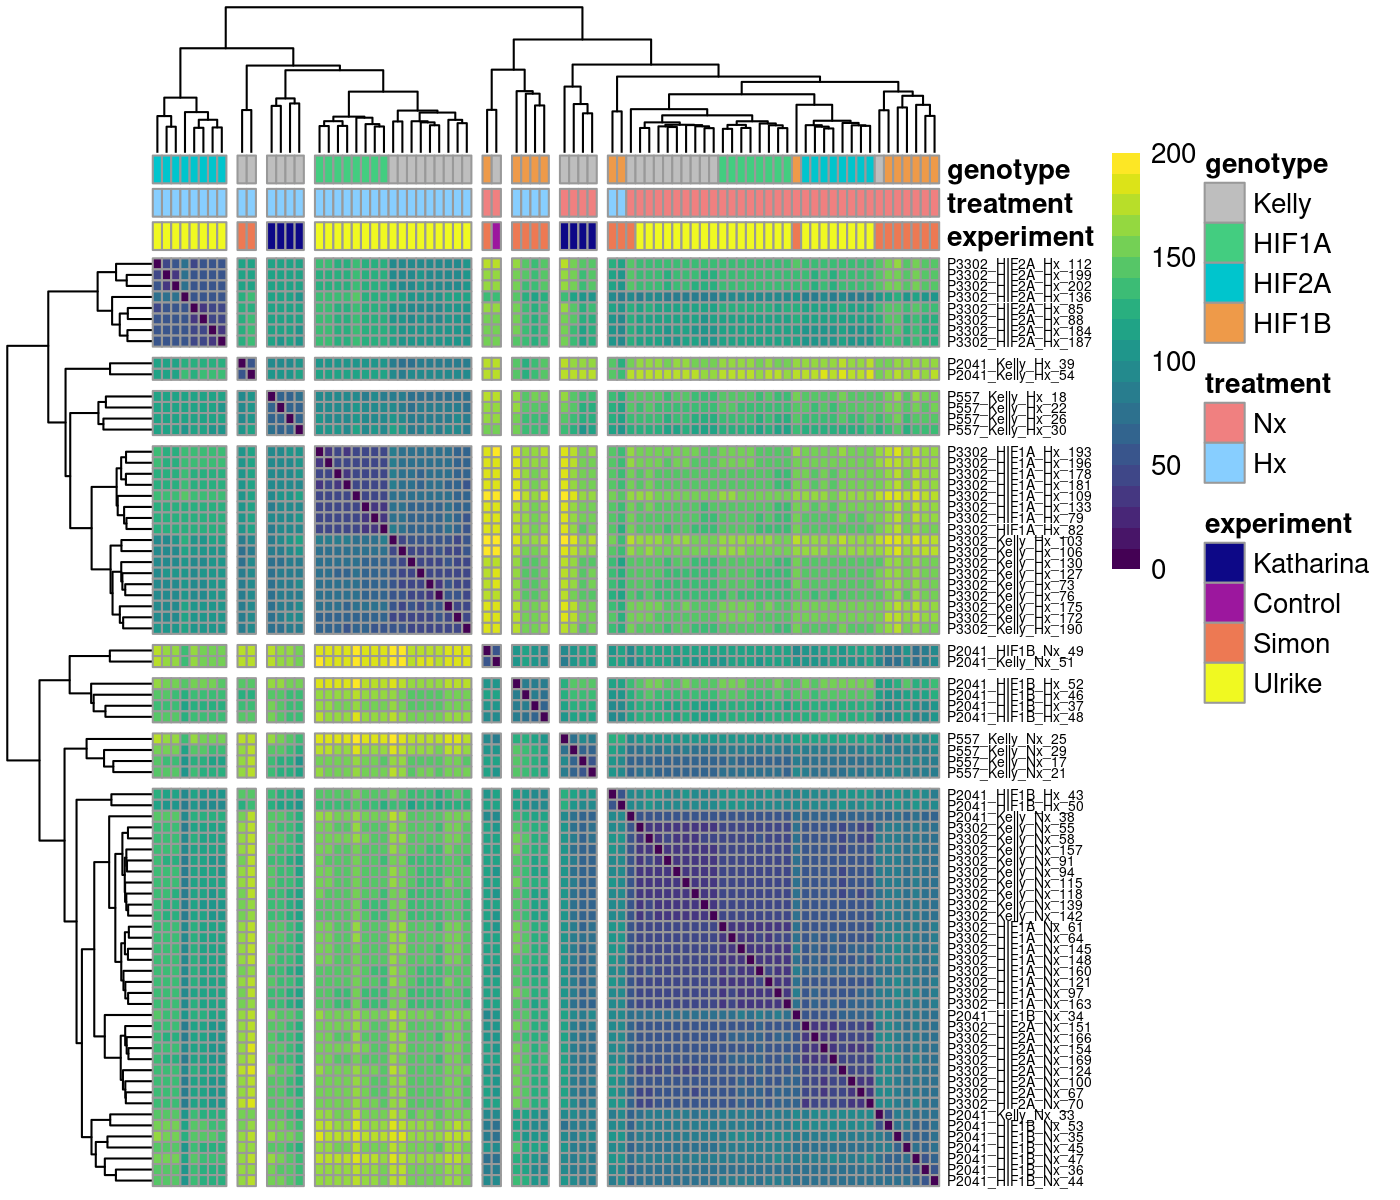 genotype
treatment
experiment
P3302_HIF2A_Hx_112
P3302_HIF2A_Hx_199
P3302_HIF2A_Hx_202
P3302_HIF2A_Hx_136
P3302_HIF2A_Hx_85
P3302_HIF2A_Hx_88
P3302_HIF2A_Hx_184
P3302_HIF2A_Hx_187
P2041_Kelly_Hx_39
P2041_Kelly_Hx_54
P557_Kelly_Hx_18
P557_Kelly_Hx_22
P557_Kelly_Hx_26
P557_Kelly_Hx_30
P3302_HIF1A_Hx_193
P3302_HIF1A_Hx_196
P3302_HIF1A_Hx_178
P3302_HIF1A_Hx_181
P3302_HIF1A_Hx_109
P3302_HIF1A_Hx_133
P3302_HIF1A_Hx_79
P3302_HIF1A_Hx_82
P3302_Kelly_Hx_103
P3302_Kelly_Hx_106
P3302_Kelly_Hx_130
P3302_Kelly_Hx_127
P3302_Kelly_Hx_73
P3302_Kelly_Hx_76
P3302_Kelly_Hx_175
P3302_Kelly_Hx_172
P3302_Kelly_Hx_190
P2041_HIF1B_Nx_49
P2041_Kelly_Nx_51
P2041_HIF1B_Hx_52
P2041_HIF1B_Hx_46
P2041_HIF1B_Hx_37
P2041_HIF1B_Hx_48
P557_Kelly_Nx_25
P557_Kelly_Nx_29
P557_Kelly_Nx_17
P557_Kelly_Nx_21
P2041_HIF1B_Hx_43
P2041_HIF1B_Hx_50
P2041_Kelly_Nx_38
P3302_Kelly_Nx_55
P3302_Kelly_Nx_58
P3302_Kelly_Nx_157
P3302_Kelly_Nx_91
P3302_Kelly_Nx_94
P3302_Kelly_Nx_115
P3302_Kelly_Nx_118
P3302_Kelly_Nx_139
P3302_Kelly_Nx_142
P3302_HIF1A_Nx_61
P3302_HIF1A_Nx_64
P3302_HIF1A_Nx_145
P3302_HIF1A_Nx_148
P3302_HIF1A_Nx_160
P3302_HIF1A_Nx_121
P3302_HIF1A_Nx_97
P3302_HIF1A_Nx_163
P2041_HIF1B_Nx_34
P3302_HIF2A_Nx_151
P3302_HIF2A_Nx_166
P3302_HIF2A_Nx_154
P3302_HIF2A_Nx_169
P3302_HIF2A_Nx_124
P3302_HIF2A_Nx_100
P3302_HIF2A_Nx_67
P3302_HIF2A_Nx_70
P2041_Kelly_Nx_33
P2041_HIF1B_Nx_53
P2041_HIF1B_Nx_35
P2041_HIF1B_Nx_45
P2041_HIF1B_Nx_47
P2041_HIF1B_Nx_36
P2041_HIF1B_Nx_44
200
150
100
50
0
genotype
Kelly
HIF1A
HIF2A
HIF1B
treatment
Nx
Hx
experiment
Katharina
Control
Simon
Ulrike